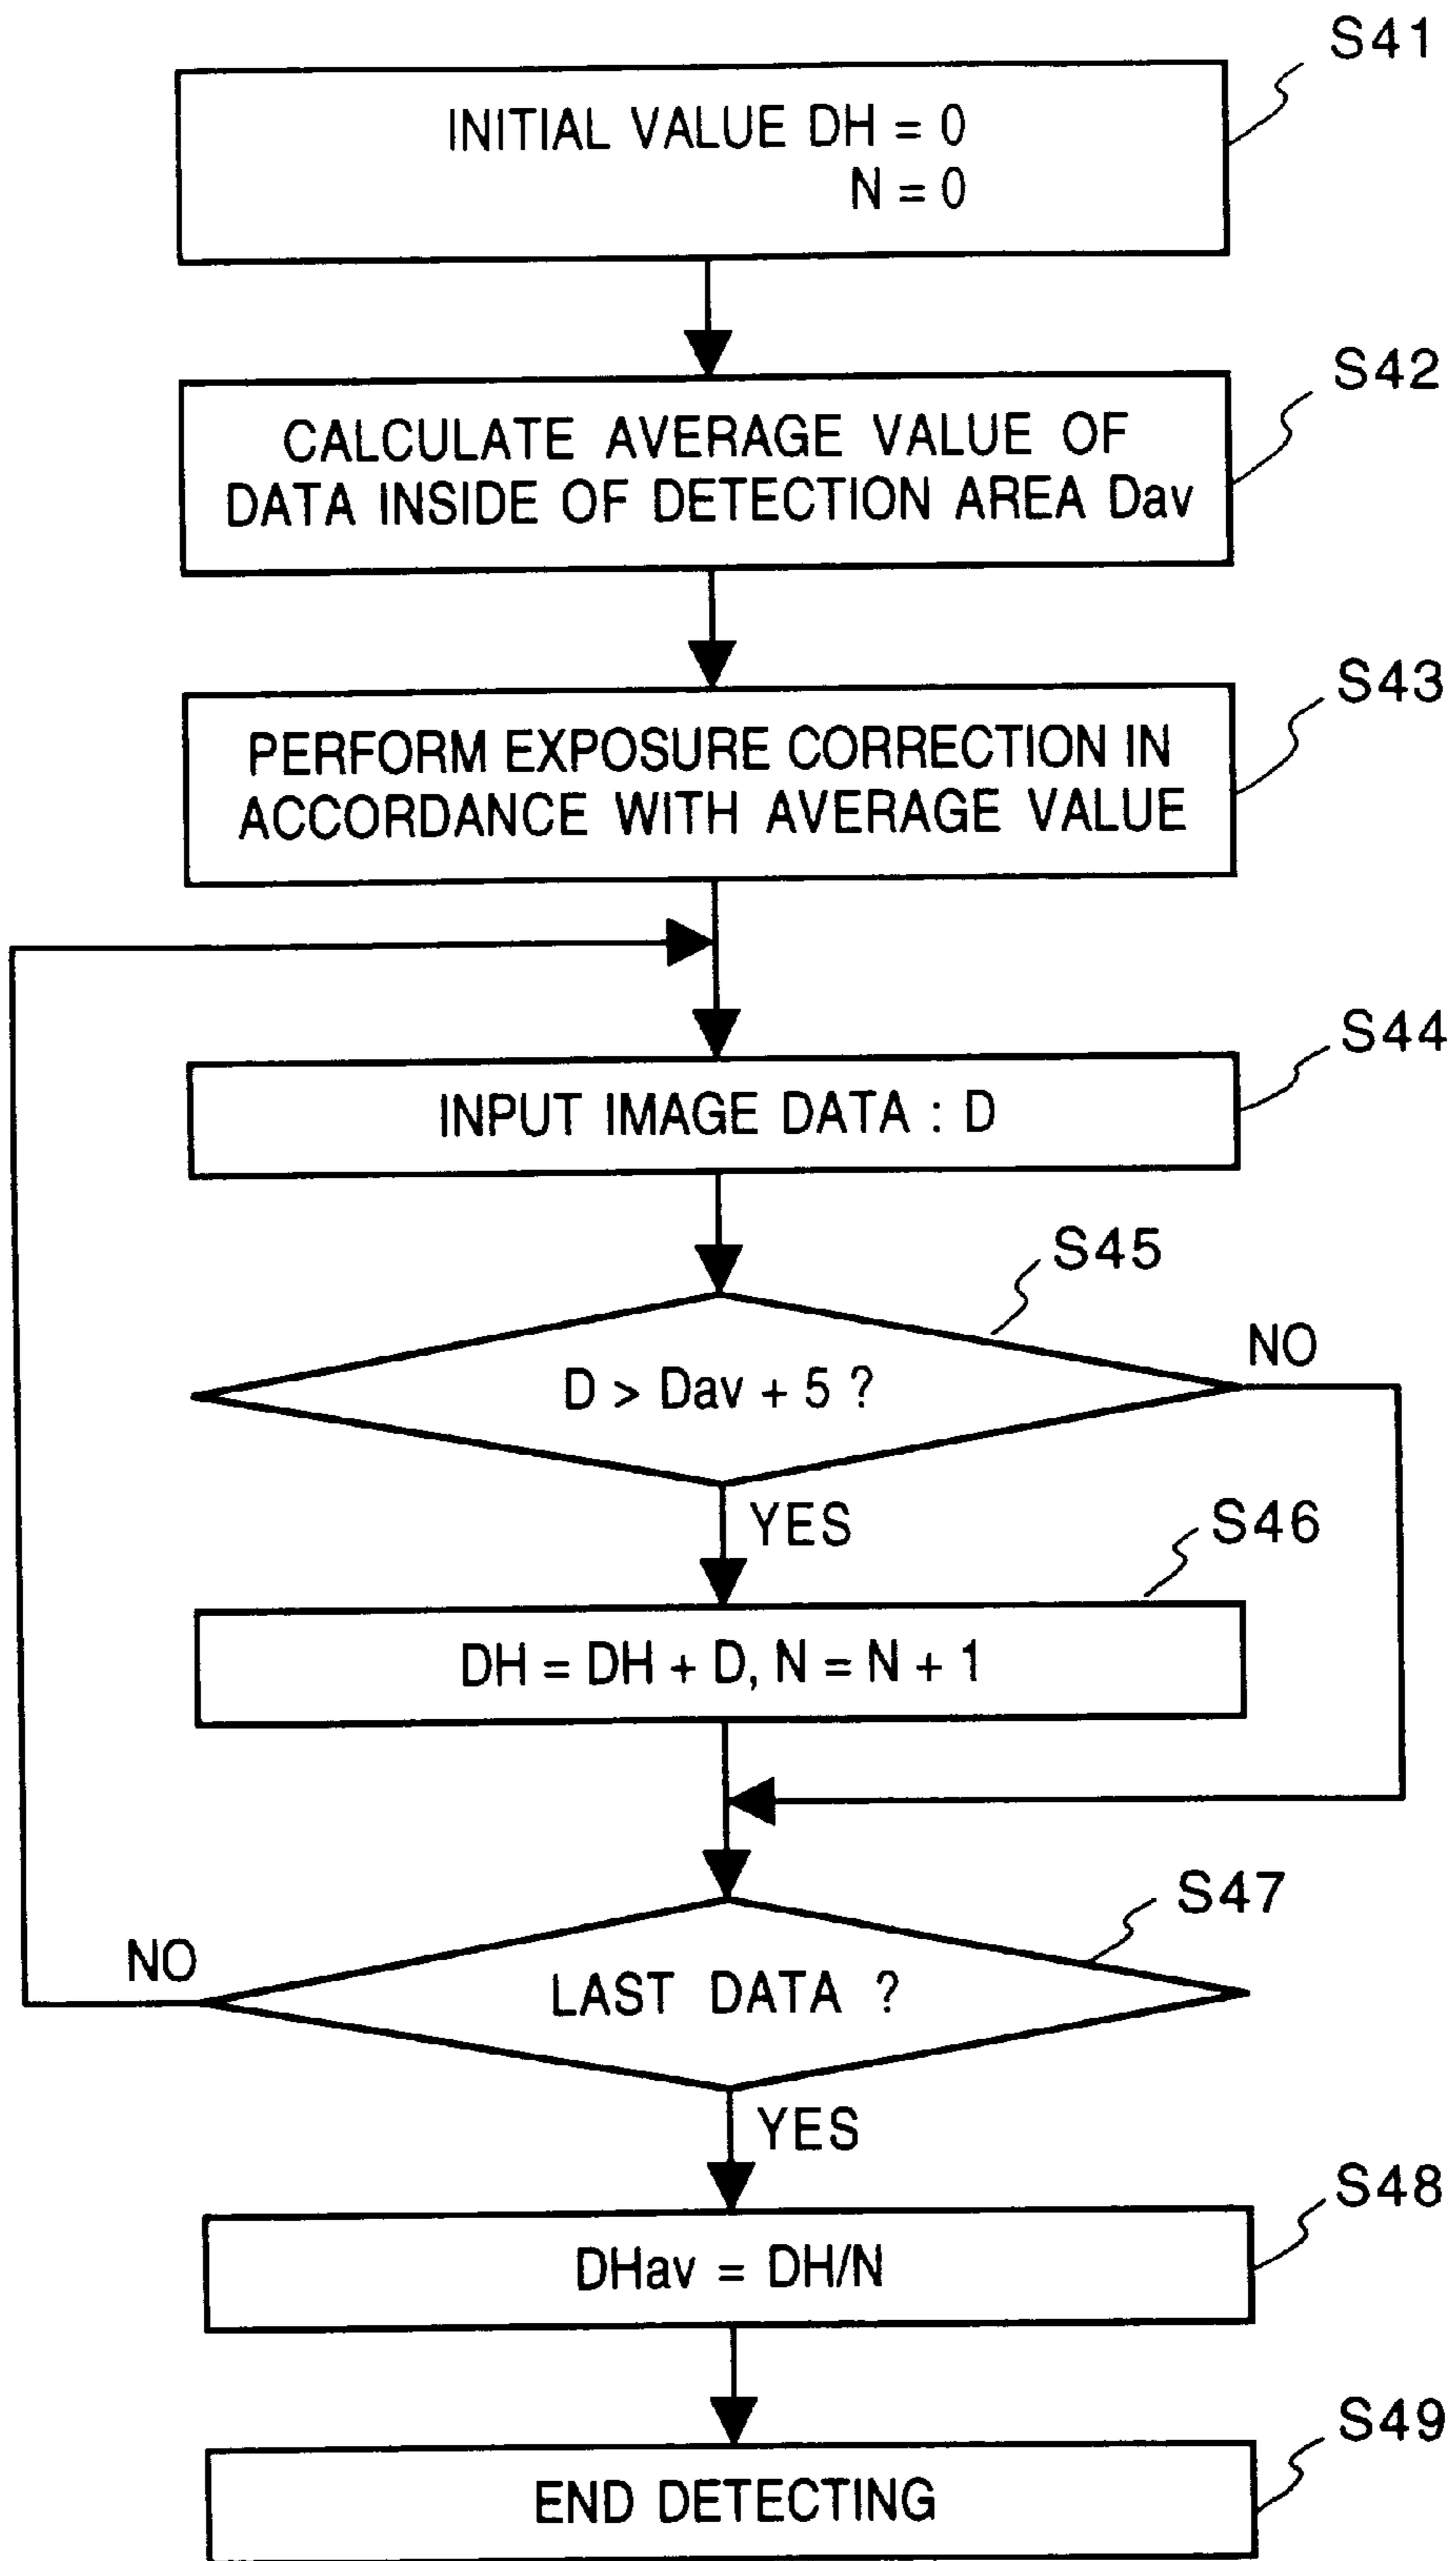 S41
INITIAL VALUE DH = 0
N = 0
S42
CALCULATE AVERAGE VALUE OF
DATA INSIDE OF DETECTION AREA Dav
S43
PERFORM EXPOSURE CORRECTION IN
ACCORDANCE WITH AVERAGE VALUE
S44
INPUT IMAGE DATA : D
S45
D > Dav + 5 ?
NO
YES
S46
DH = DH + D, N = N + 1
S47
LAST DATA ?
NO
YES
S48
DHav = DH/N
S49
END DETECTING